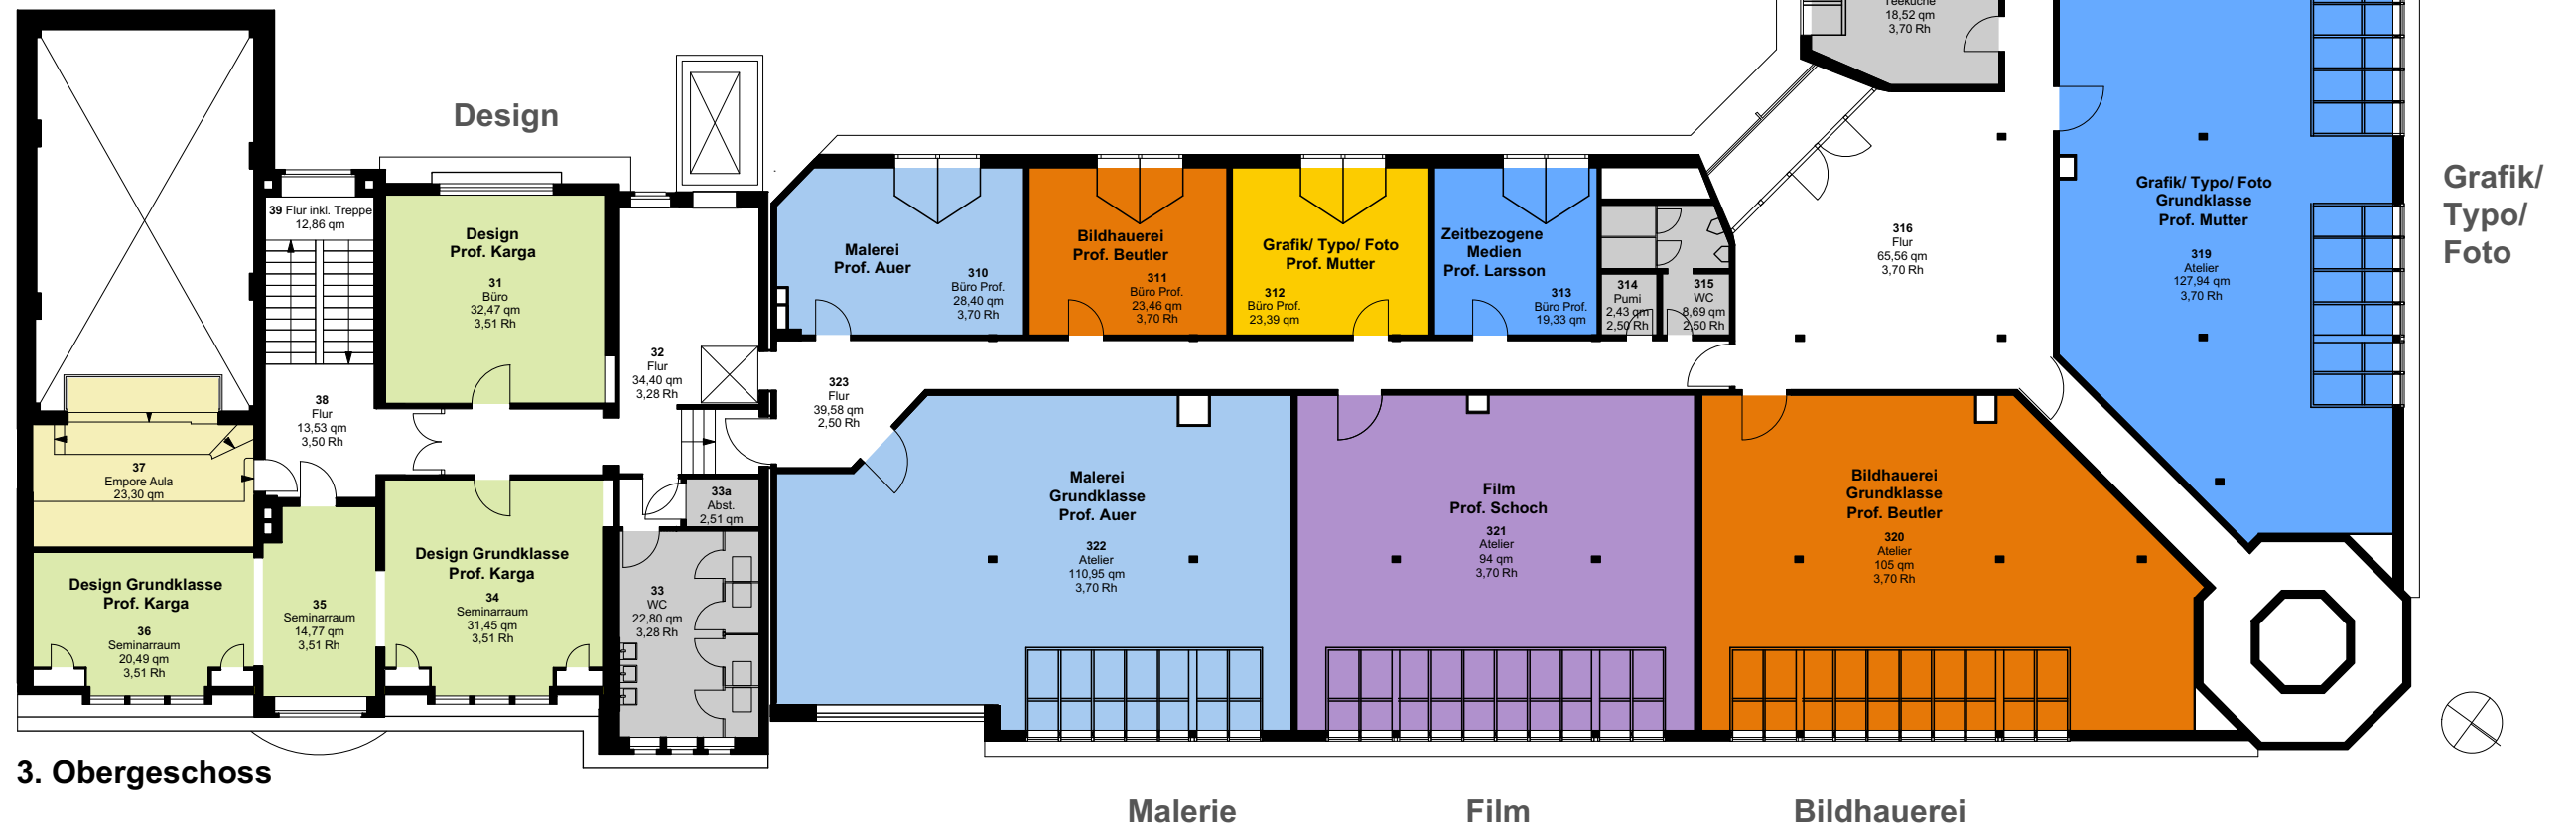 Teeküche
18,52 qm
3,70 Rh
Design
Grafik/
Typo/
Foto
39 Flur inkl. Treppe
12,86 qm
Design
Prof. Karga
31
Büro
32,47 qm
3,51 Rh
32
Flur
34,40 qm
3,28 Rh
38
Flur
13,53 qm
3,50 Rh
37
Empore Aula
23,30 qm
Design Grundklasse
Prof. Karga
36
Seminarraum
20,49 qm
3,51 Rh
35
Seminarraum
14,77 qm
3,51 Rh
Design Grundklasse
Prof. Karga
34
Seminarraum
31,45 qm
3,51 Rh
33a
Abst.
2,51 qm
33
WC
22,80 qm
3,28 Rh
Malerei
Prof. Auer
310
Büro Prof.
28,40 qm
3,70 Rh
Bildhauerei
Prof. Beutler
311
Büro Prof.
23,46 qm
3,70 Rh
Grafik/ Typo/ Foto
Prof. Mutter
312
Büro Prof.
23,39 qm
Zeitbezogene
Medien
Prof. Larsson
313
Büro Prof.
19,33 qm
314
Pumi
2,43 qm
2,50 Rh
315
WC
8,69 qm
2,50 Rh
316
Flur
65,56 qm
3,70 Rh
Grafik/ Typo/ Foto
Grundklasse
Prof. Mutter
319
Atelier
127,94 qm
3,70 Rh
323
Flur
39,58 qm
2,50 Rh
Malerei
Grundklasse
Prof. Auer
322
Atelier
110,95 qm
3,70 Rh
Film
Prof. Schoch
321
Atelier
94 qm
3,70 Rh
Bildhauerei
Grundklasse
Prof. Beutler
320
Atelier
105 qm
3,70 Rh
3. Obergeschoss
Malerie
Film
Bildhauerei